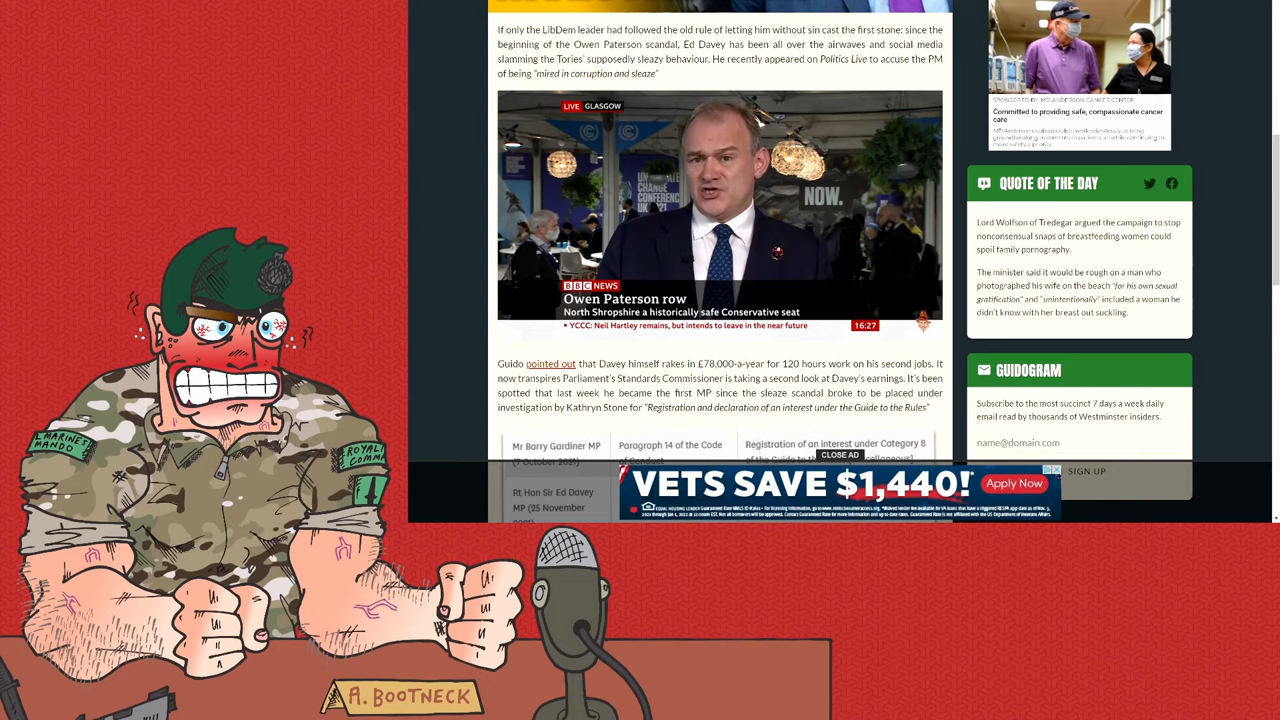 If only the LibDem leader had followed the old rule of letting him without sin cast the first stone: since the
beginning of the Owen Paterson scandal, Ed Davey has been all over the airwaves and social media
slamming the Tories' supposedly sleazy behaviour. He recently appeared on Politics Live to accuse the PM
of being "mired in corruption and sleaze"
LIVE GLASGOW
NOW.
BBC NEWS
Owen Paterson row
North Shropshire a historically safe Conservative seat
• YCCC: Neil Hartley remains, but intends to leave in the near future
16:27
Guido pointed out that Davey himself rakes in £78,000-a-year for 120 hours work on his second jobs. It
now transpires Parliament's Standards Commissioner is taking a second look at Davey's earnings. It's been
spotted that last week he became the first MP since the sleaze scandal broke to be placed under
investigation by Kathryn Stone for "Registration and declaration of an interest under the Guide to the Rules"
Mr Barry Gardiner MP
(7 October 2021)
Paragraph 14 of the Code
of Conduct
Registration of an interest under Category 8
of the Guide to the
Rt Hon Sir Ed Davey
MP (25 November
2021)
CLOSE AD
VETS SAVE $1,440!*
Apply Now
SPONSORED BY MD ANDERSON CANCER CENTER
Committed to providing safe, compassionate cancer
care
QUOTE OF THE DAY
Lord Wolfson of Tredegar argued the campaign to stop
nonconsensual snaps of breastfeeding women could
spoil family pornography.
The minister said it would be rough on a man who
photographed his wife on the beach "for his own sexual
gratification" and "unintentionally" included a woman he
didn't know with her breast out suckling.
GUIDOGRAM
Subscribe to the most succinct 7 days a week daily
email read by thousands of Westminster insiders.
name@domain.com
SIGN UP
L MARINES
MANDO
ROYAL
COMMA
A. BOOTNECK